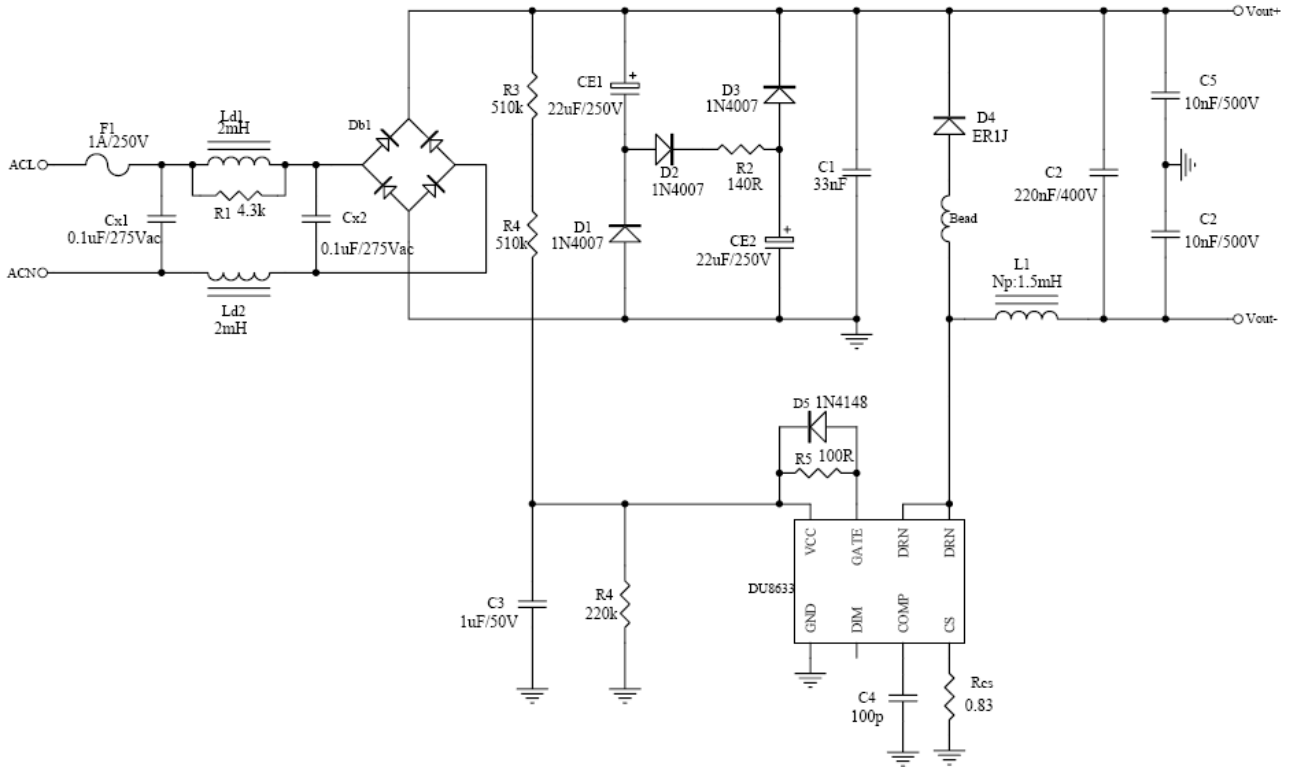 Vout+
C5
10nF/500V
R3
510k
CE1
22uF/250V
D3
1N4007
D4
ER1J
F1
1A/250V
Ld1
2mH
Db1
ACL
R1 4.3k
D2
1N4007
R2
140R
C1
33nF
C2
220nF/400V
Cx1
0.1uF/275Vac
Cx2
0.1uF/275Vac
R4
510k
D1
1N4007
CE2
22uF/250V
Bead
C2
10nF/500V
ACN
Ld2
2mH
L1
Np:1.5mH
Vout-
D5 1N4148
R5 100R
VCC
GATE
DRN
DRN
DU8633
GND
DIM
COMP
CS
C3
1uF/50V
R4
220k
C4
100p
Rcs
0.83
+
+